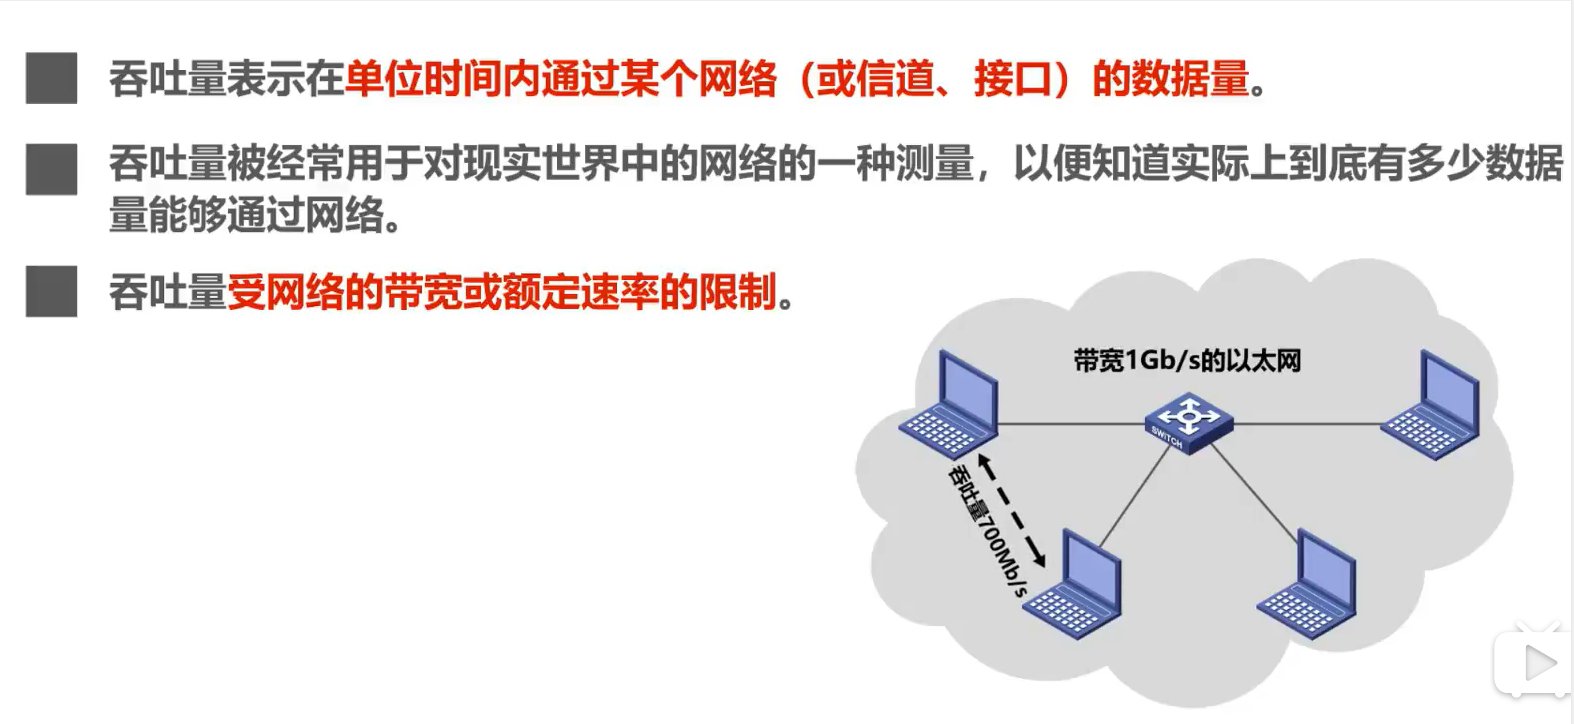 吞吐量表示在单位时间内通过某个网络（或信道、接口）的数据量。
吞吐量被经常用于对现实世界中的网络的一种测量，以便知道实际上到底有多少数据
量能够通过网络。
吞吐量受网络的带宽或额定速率的限制。
带宽1Gb/s的以太网
SWITCH
吞吐量700Mb/s